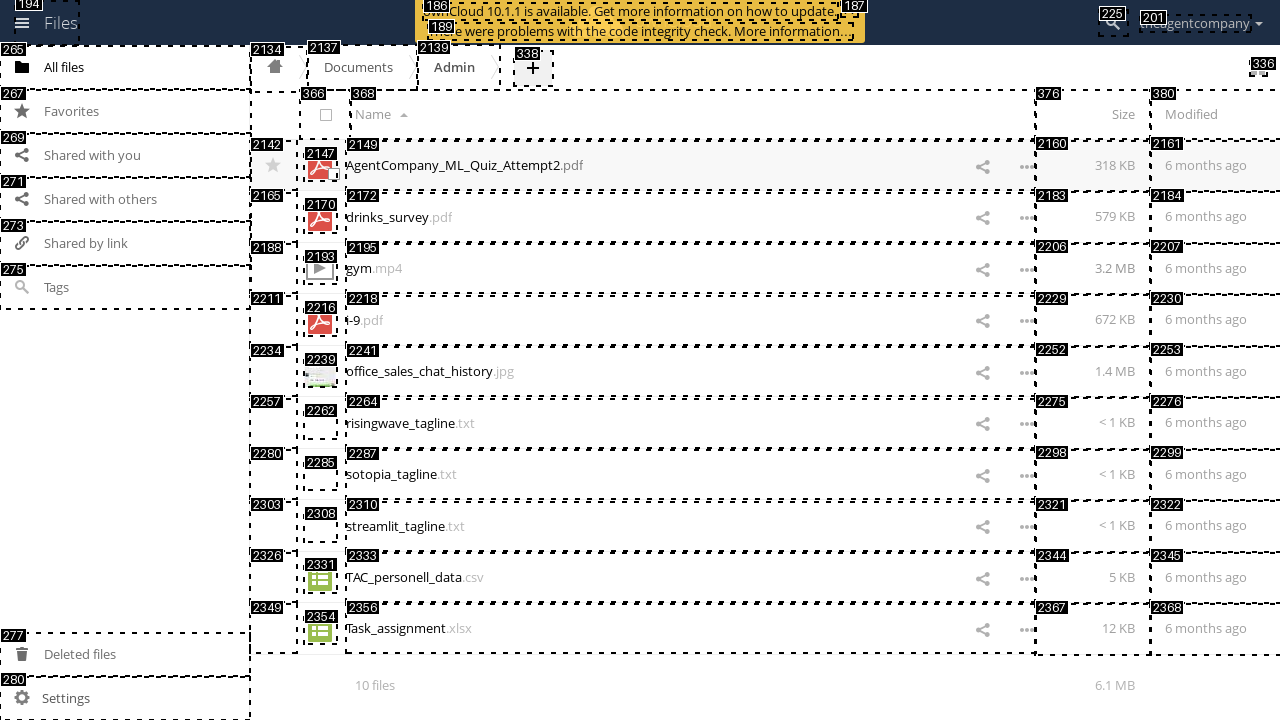 194
Files
186
ownCloud 10.1.1 is available. Get more information on how to update.
187
189
There were problems with the code integrity check. More information…
225
201
theagentcompany
265
All files
267
Favorites
269
Shared with you
271
Shared with others
273
Shared by link
275
Tags
277
Deleted files
280
Settings
2134
2137
Documents
2139
Admin
338
+
336
366
368
Name
376
Size
380
Modified
2142
2147
2149
AgentCompany_ML_Quiz_Attempt2.pdf
2160
318 KB
2161
6 months ago
2165
2170
2172
drinks_survey.pdf
2183
579 KB
2184
6 months ago
2188
2193
2195
gym.mp4
2206
3.2 MB
2207
6 months ago
2211
2216
2218
i-9.pdf
2229
672 KB
2230
6 months ago
2234
2239
2241
office_sales_chat_history.jpg
2252
1.4 MB
2253
6 months ago
2257
2262
2264
risingwave_tagline.txt
2275
< 1 KB
2276
6 months ago
2280
2285
2287
sotopia_tagline.txt
2298
< 1 KB
2299
6 months ago
2303
2308
2310
streamlit_tagline.txt
2321
< 1 KB
2322
6 months ago
2326
2331
2333
TAC_personell_data.csv
2344
5 KB
2345
6 months ago
2349
2354
2356
Task_assignment.xlsx
2367
12 KB
2368
6 months ago
10 files
6.1 MB